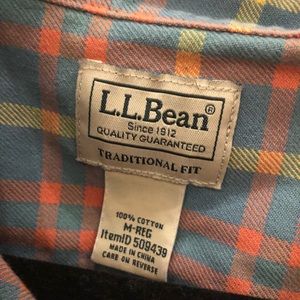 L.L.Bean®
Since 1912
QUALITY GUARANTEED
TRADITIONAL FIT
100% COTTON
M-REG
ItemID 509439
MADE IN CHINA
CARE ON REVERSE